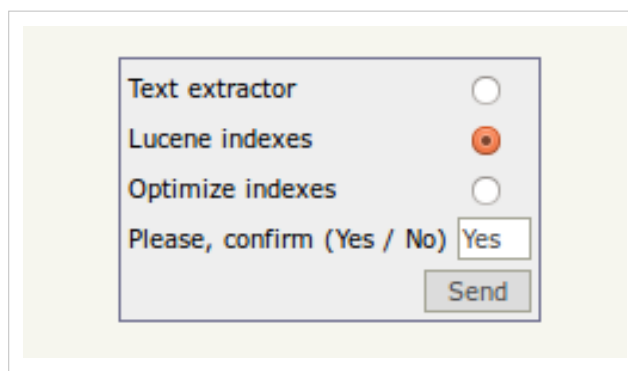 Text extractor
Lucene indexes
Optimize indexes
Please, confirm (Yes / No) Yes
Send